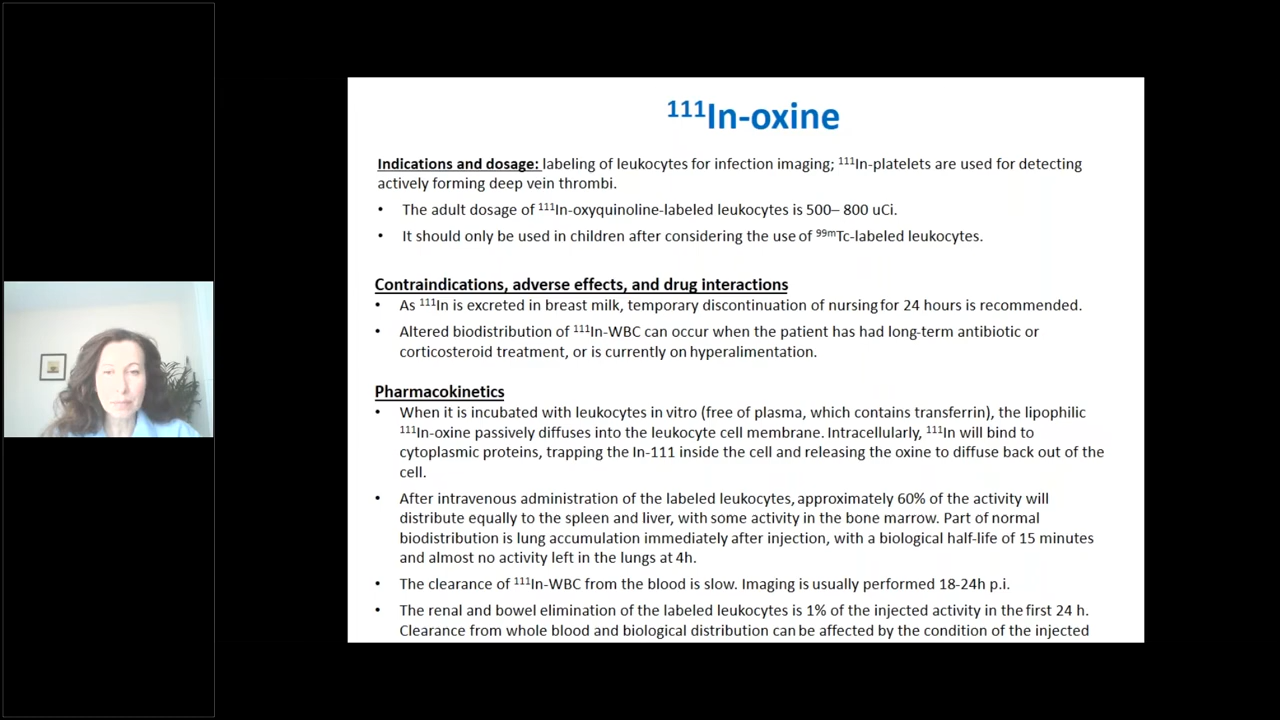 ¹¹¹In-oxine
Indications and dosage: labeling of leukocytes for infection imaging; ¹¹¹In-platelets are used for detecting
actively forming deep vein thrombi.
• The adult dosage of ¹¹¹In-oxyquinoline-labeled leukocytes is 500– 800 uCi.
• It should only be used in children after considering the use of ⁹⁹ᵐTc-labeled leukocytes.
Contraindications, adverse effects, and drug interactions
• As ¹¹¹In is excreted in breast milk, temporary discontinuation of nursing for 24 hours is recommended.
• Altered biodistribution of ¹¹¹In-WBC can occur when the patient has had long-term antibiotic or
corticosteroid treatment, or is currently on hyperalimentation.
Pharmacokinetics
• When it is incubated with leukocytes in vitro (free of plasma, which contains transferrin), the lipophilic
¹¹¹In-oxine passively diffuses into the leukocyte cell membrane. Intracellularly, ¹¹¹In will bind to
cytoplasmic proteins, trapping the In-111 inside the cell and releasing the oxine to diffuse back out of the
cell.
• After intravenous administration of the labeled leukocytes, approximately 60% of the activity will
distribute equally to the spleen and liver, with some activity in the bone marrow. Part of normal
biodistribution is lung accumulation immediately after injection, with a biological half-life of 15 minutes
and almost no activity left in the lungs at 4h.
• The clearance of ¹¹¹In-WBC from the blood is slow. Imaging is usually performed 18-24h p.i.
• The renal and bowel elimination of the labeled leukocytes is 1% of the injected activity in the first 24 h.
Clearance from whole blood and biological distribution can be affected by the condition of the injected